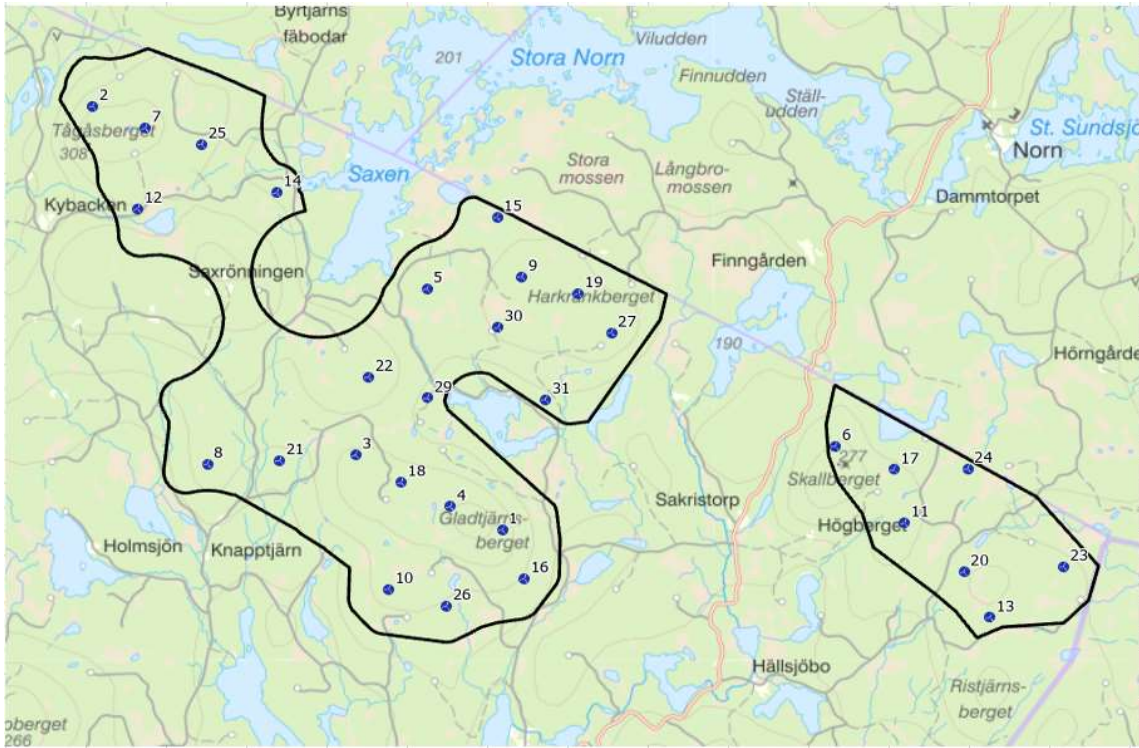 Byrtjärns
fäbodar
201
Stora Norn
Viludden
Finnudden
Ställ-
udden
St. Sundsjö
Norn
2
7
Tågåsberget
308
25
Stora
mossen
Långbro-
mossen
Saxen
14
Dammtorpet
Kybacken
12
15
Saxrönningen
5
9
19
Harkrankberget
Finngården
30
27
190
Hörngårde
22
29
31
6
277
Skallberget
17
24
8
21
3
18
4
Gladtjärns-
berget
1
Sakristorp
Högberget
11
Holmsjön
Knapptjärn
10
26
16
20
23
13
Hällsjöbo
Ristjärns-
berget
oberget
266